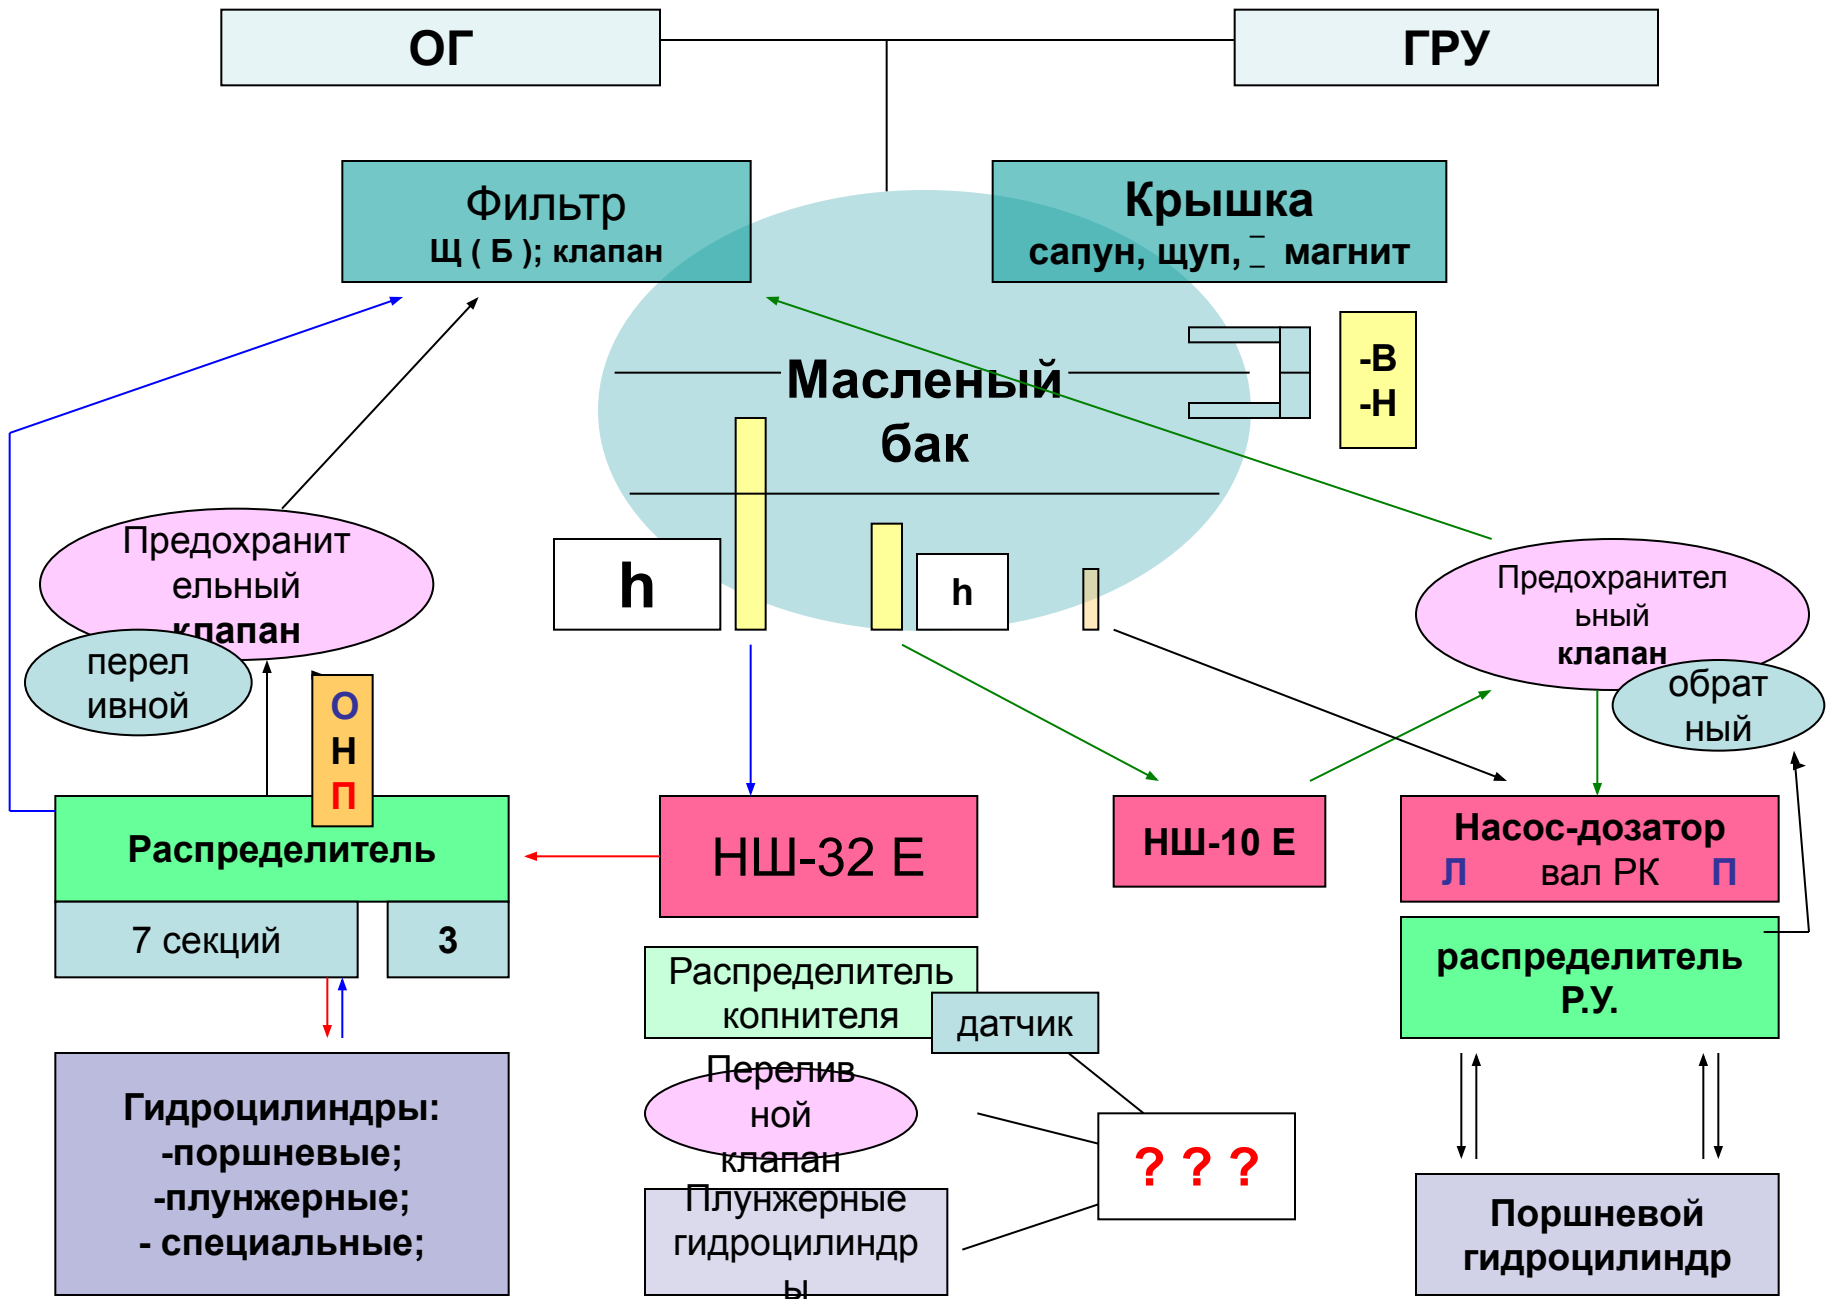 ОГ
ГРУ
Фильтр
Щ ( Б ); клапан
Крышка
сапун, щуп, магнит
-В
-Н
Масленый
бак
h
h
Предохранит
ельный
клапан
перел
ивной
О
Н
П
Предохранител
ьный
клапан
обрат
ный
Распределитель
7 секций
3
НШ-32 Е
НШ-10 Е
Насос-дозатор
Л вал РК П
распределитель
Р.У.
Распределитель
копнителя
датчик
Перелив
ной
клапан
? ? ?
Плунжерные
гидроцилиндр
ы
Гидроцилиндры:
-поршневые;
-плунжерные;
- специальные;
Поршневой
гидроцилиндр